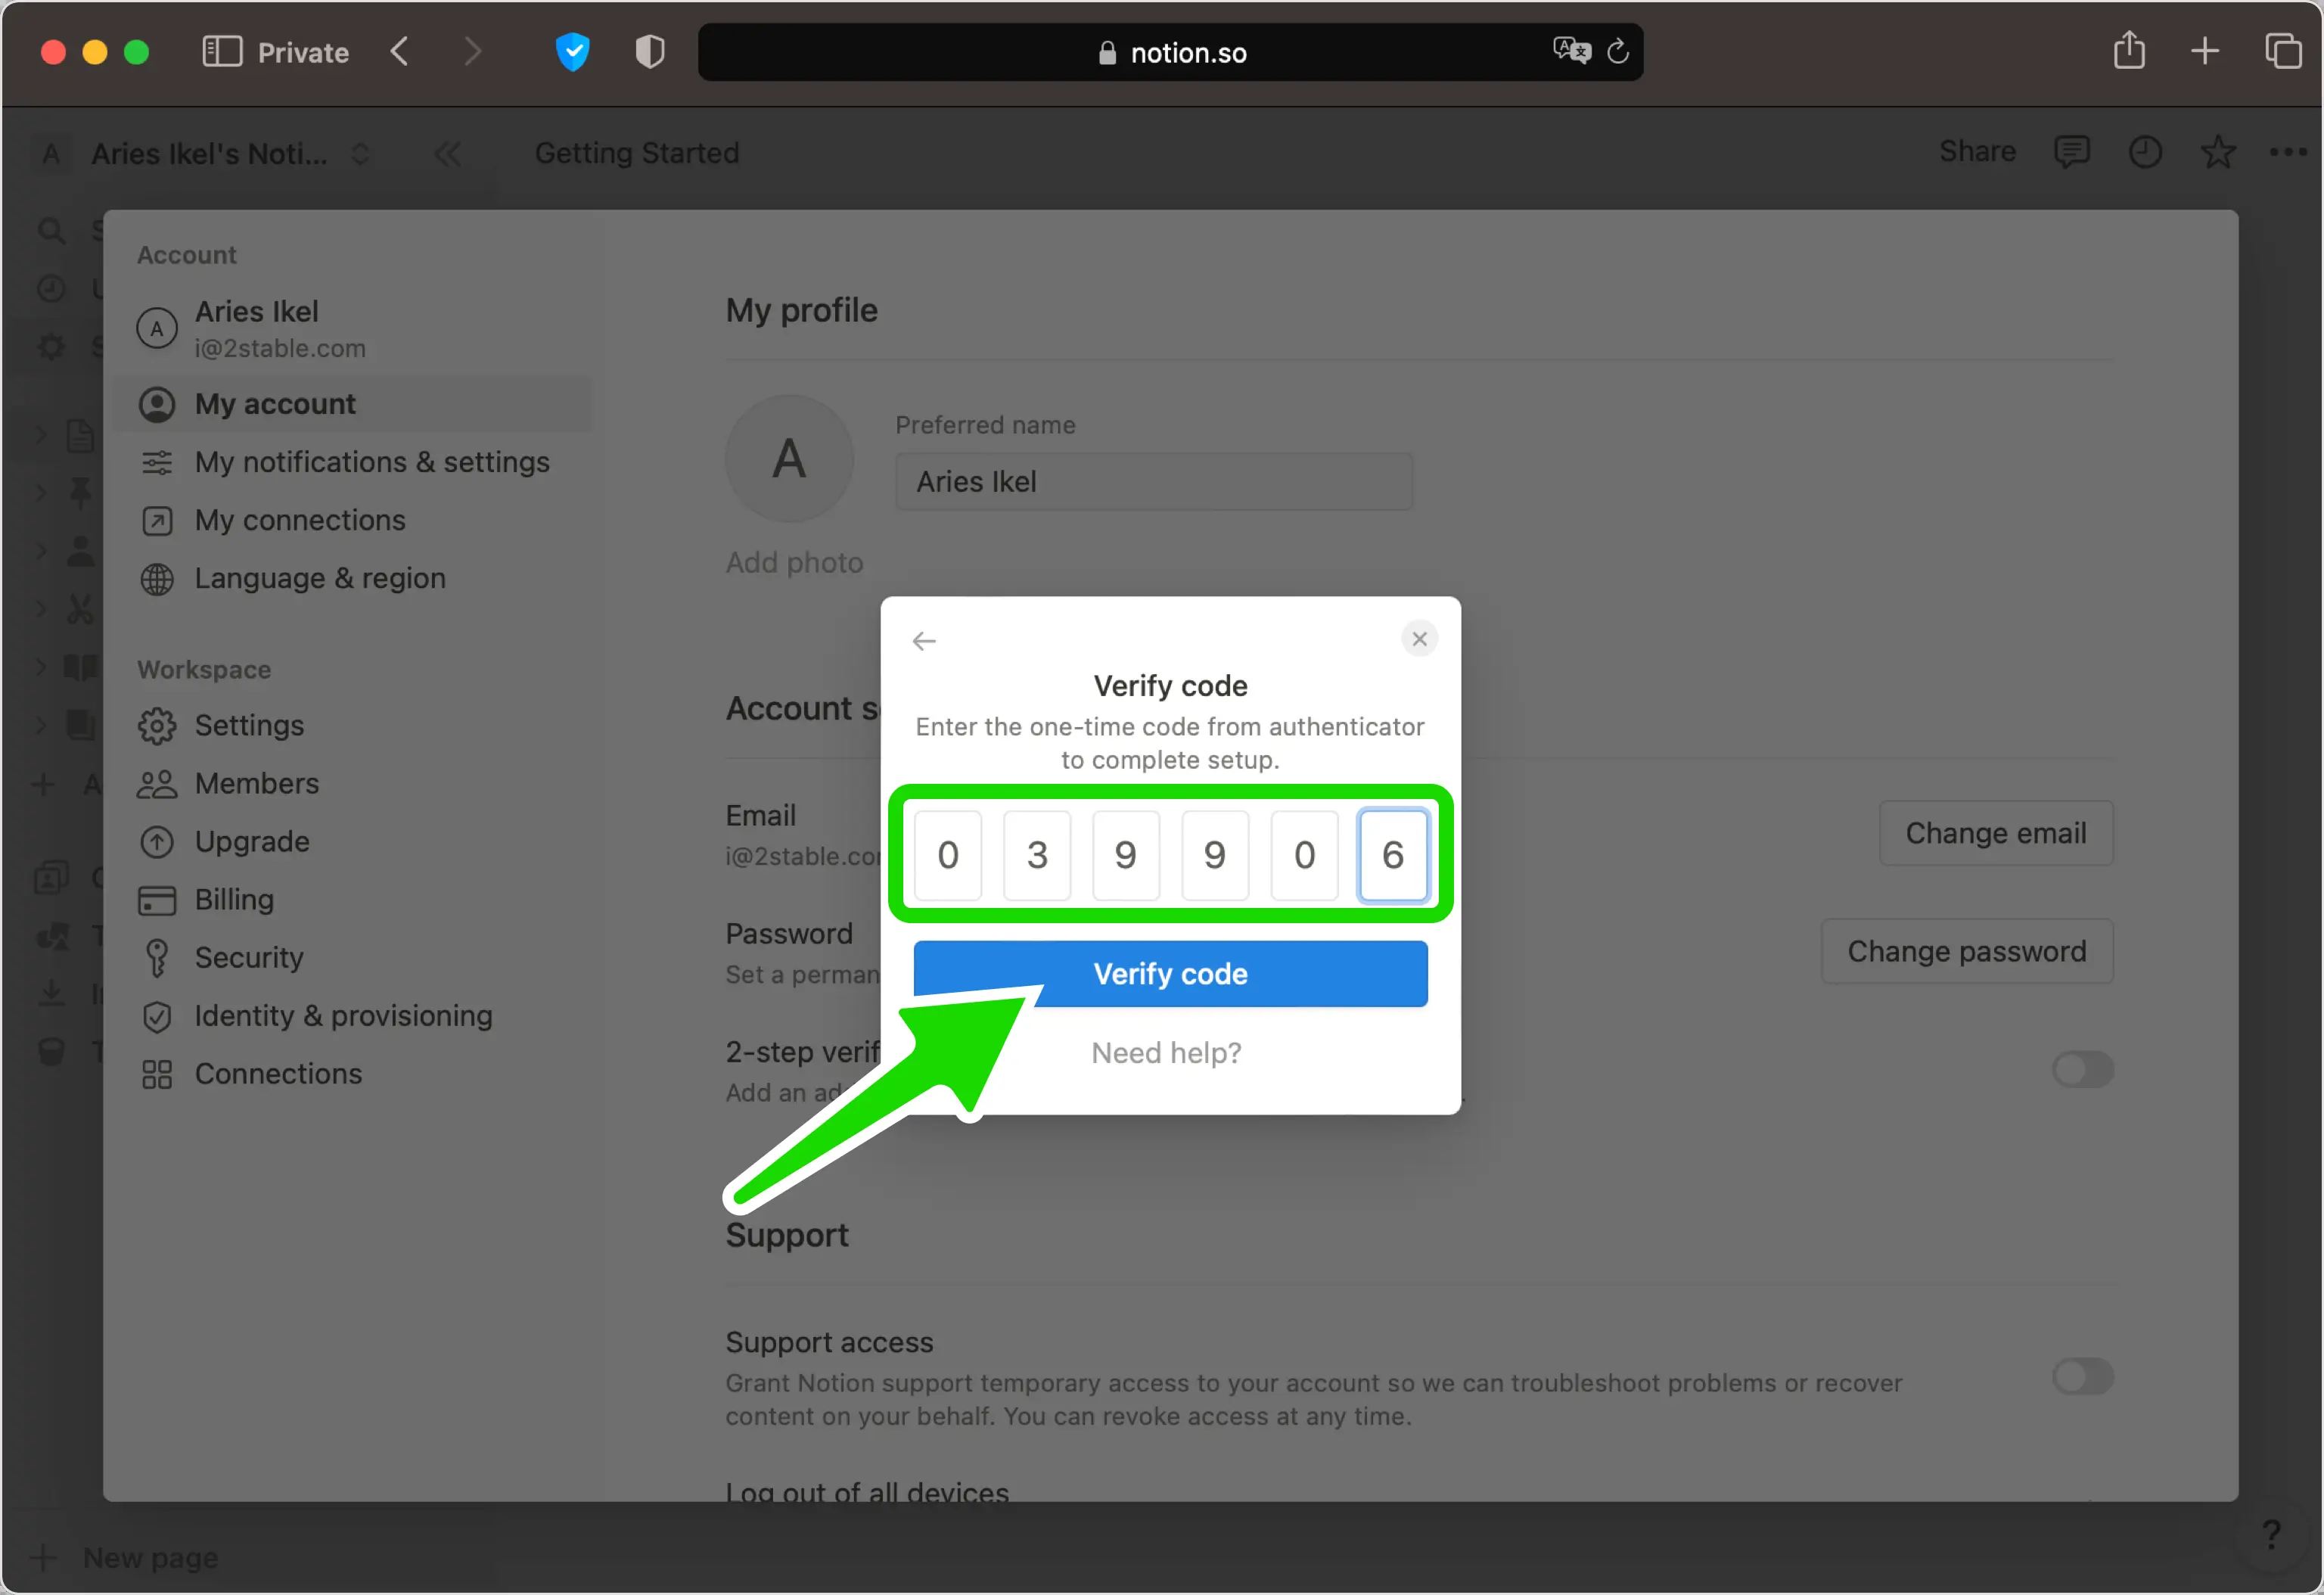 Private
notion.so
A Aries Ikel's Noti...
Getting Started
Share
Account
A
Aries Ikel
i@2stable.com
My account
My notifications & settings
My connections
Language & region
Workspace
Settings
Members
Upgrade
Billing
Security
Identity & provisioning
Connections
New page
My profile
A
Preferred name
Aries Ikel
Add photo
Account s
Email
i@2stable.co
Change email
Password
Set a perman
Change password
2-step verif
Add an ad
Verify code
Enter the one-time code from authenticator
to complete setup.
0 3 9 9 0 6
Verify code
Need help?
Support
Support access
Grant Notion support temporary access to your account so we can troubleshoot problems or recover
content on your behalf. You can revoke access at any time.
Log out of all devices
?